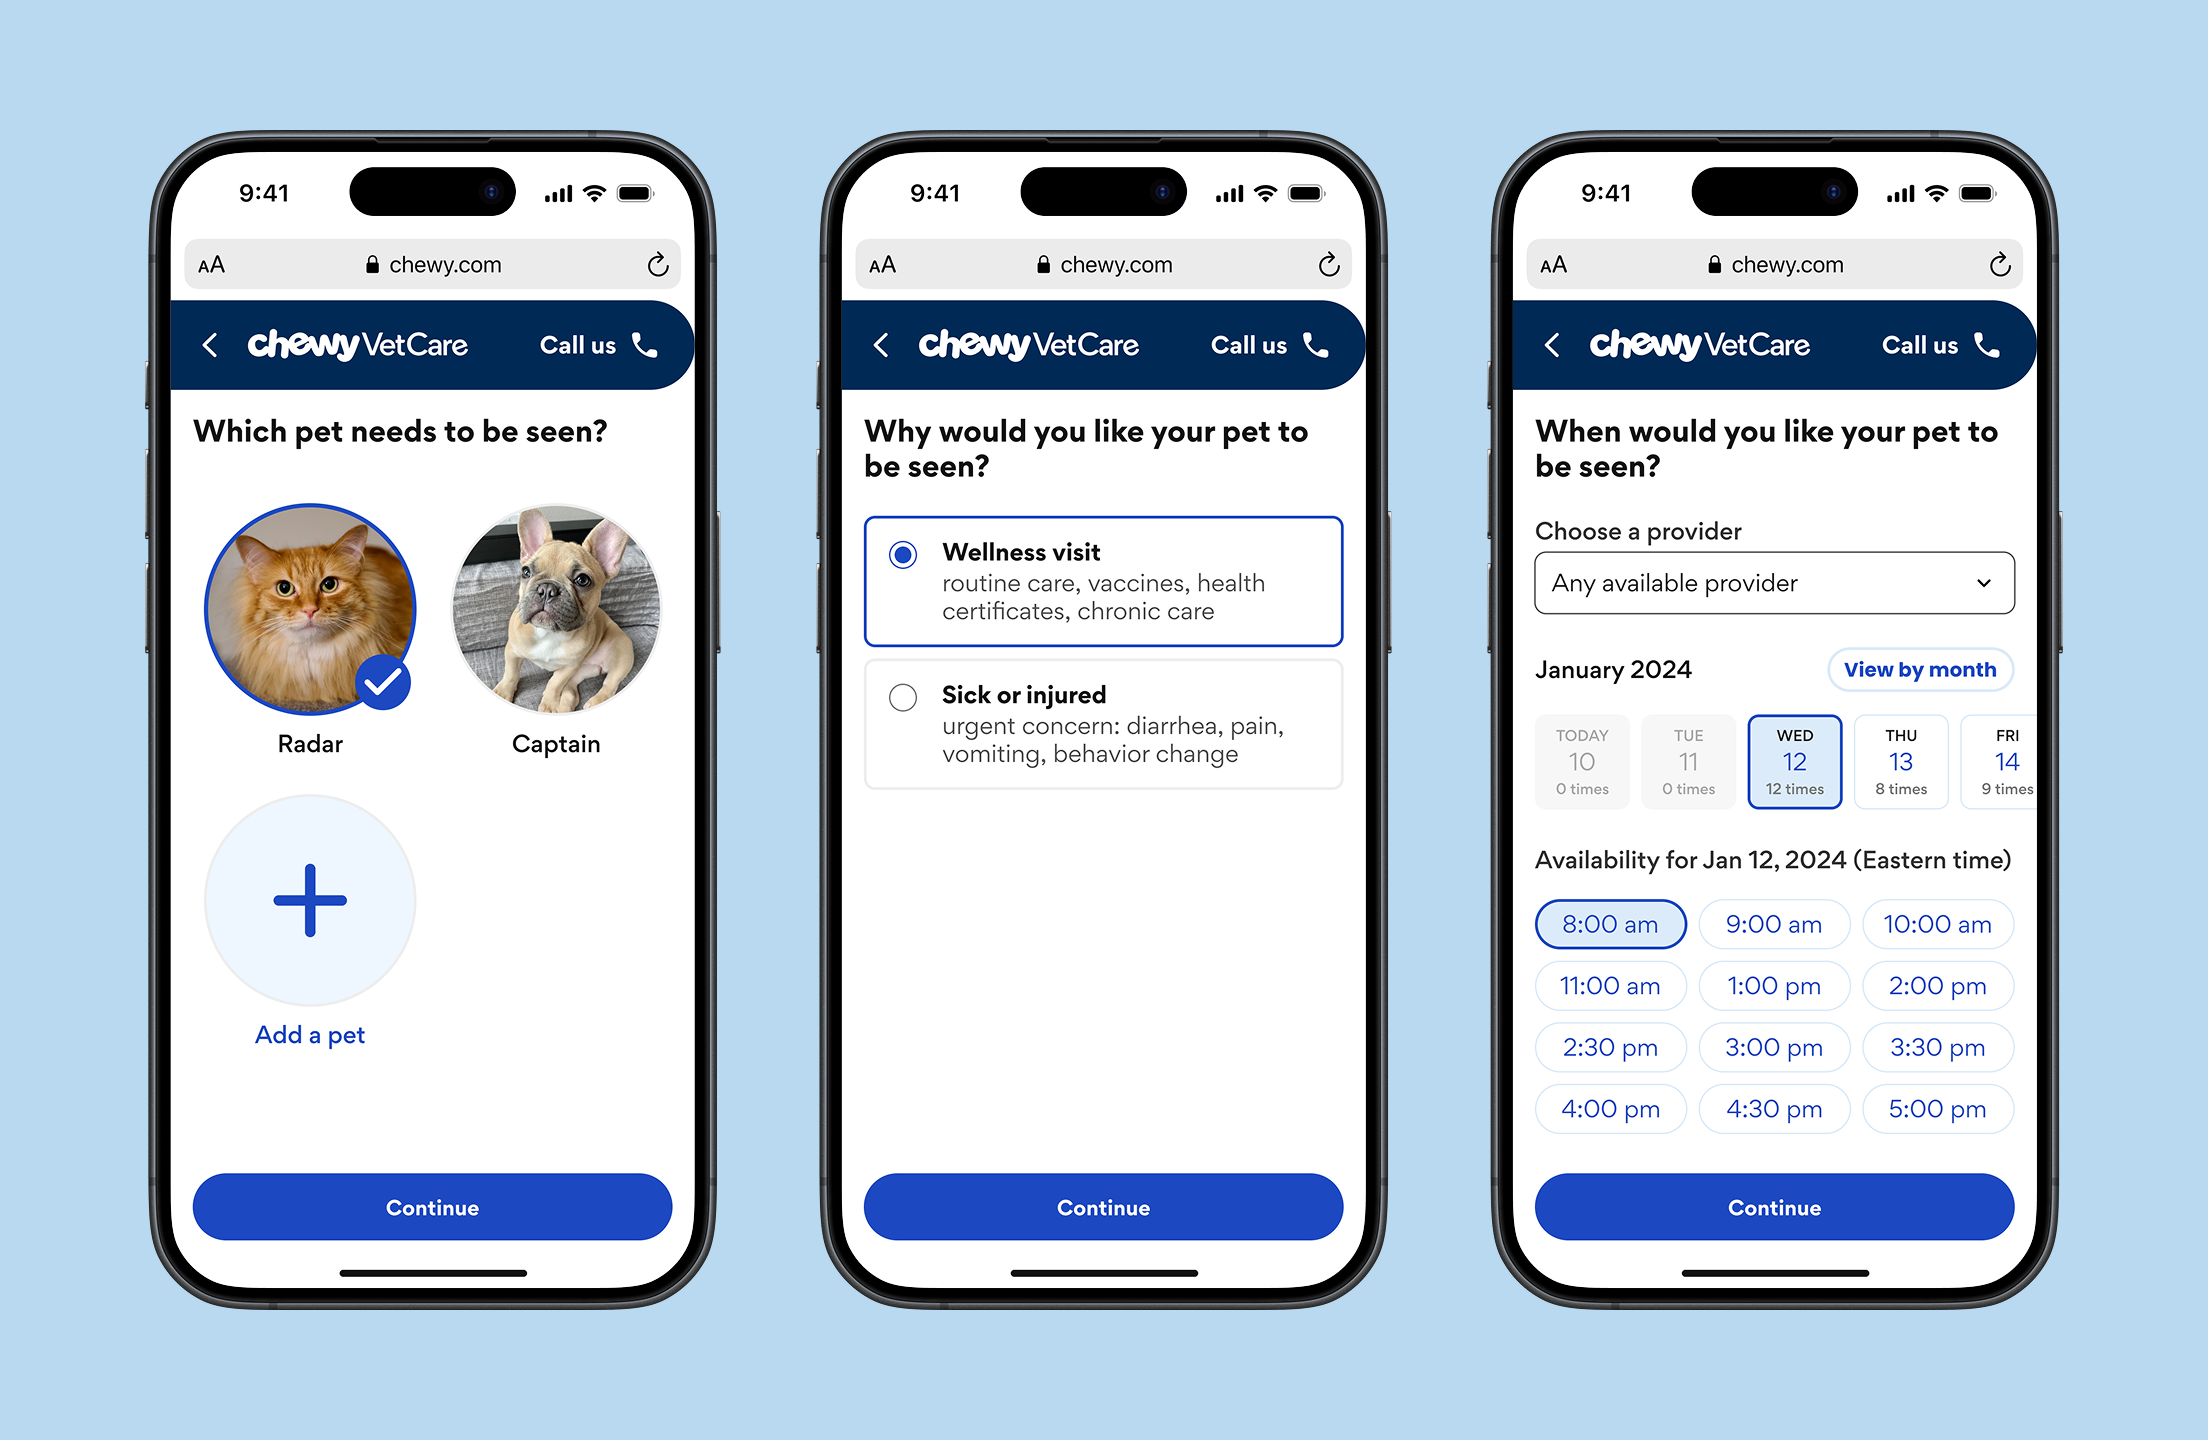 9:41
AA
chewy.com
chewy VetCare
Call us
Which pet needs to be seen?
Radar
Captain
Add a pet
Continue
9:41
AA
chewy.com
chewy VetCare
Call us
Why would you like your pet to
be seen?
Wellness visit
routine care, vaccines, health
certificates, chronic care
Sick or injured
urgent concern: diarrhea, pain,
vomiting, behavior change
Continue
9:41
AA
chewy.com
chewy VetCare
Call us
When would you like your pet to
be seen?
Choose a provider
Any available provider
January 2024
View by month
TODAY
10
0 times
TUE
11
0 times
WED
12
12 times
THU
13
8 times
FRI
14
9 times
Availability for Jan 12, 2024 (Eastern time)
8:00 am
9:00 am
10:00 am
11:00 am
1:00 pm
2:00 pm
2:30 pm
3:00 pm
3:30 pm
4:00 pm
4:30 pm
5:00 pm
Continue